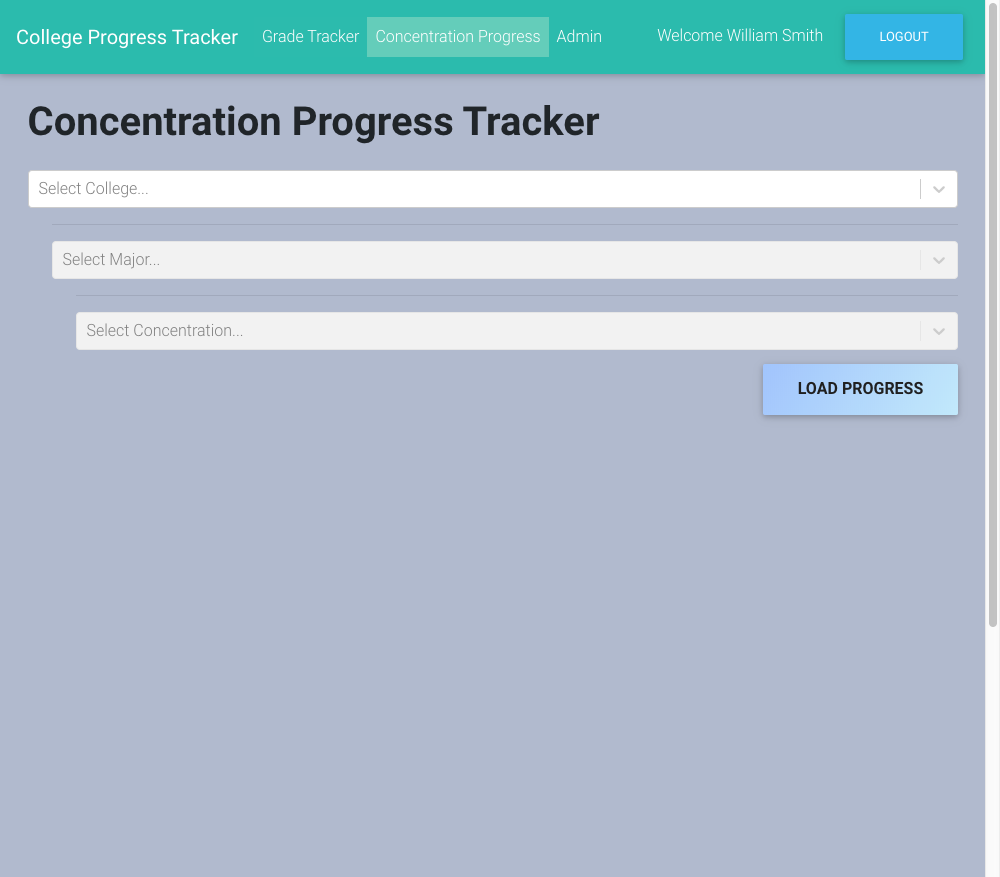 College Progress Tracker Grade Tracker Concentration Progress Admin Welcome William Smith LOGOUT
Concentration Progress Tracker
Select College...
Select Major...
Select Concentration...
LOAD PROGRESS